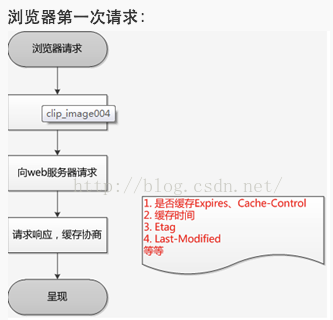 浏览器第一次请求：
浏览器请求
clip_image004
向web服务器请求
http://blog.csdn.net/
1. 是否缓存Expires、Cache-Control
2. 缓存时间
3. Etag
4. Last-Modified
等等
请求响应，缓存协商
呈现